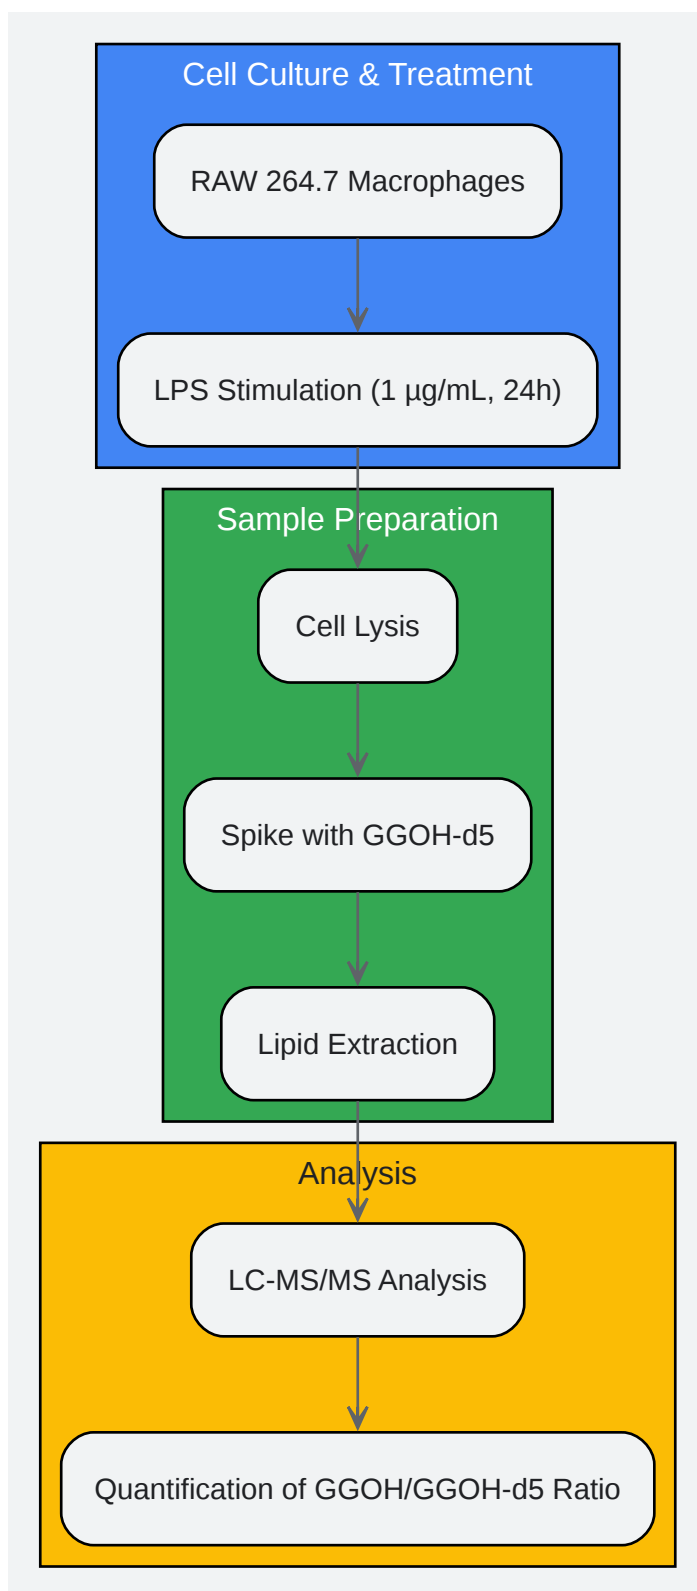 Cell Culture & Treatment
RAW 264.7 Macrophages
LPS Stimulation (1 µg/mL, 24h)
Sample Preparation
Cell Lysis
Spike with GGOH-d5
Lipid Extraction
Analysis
LC-MS/MS Analysis
Quantification of GGOH/GGOH-d5 Ratio